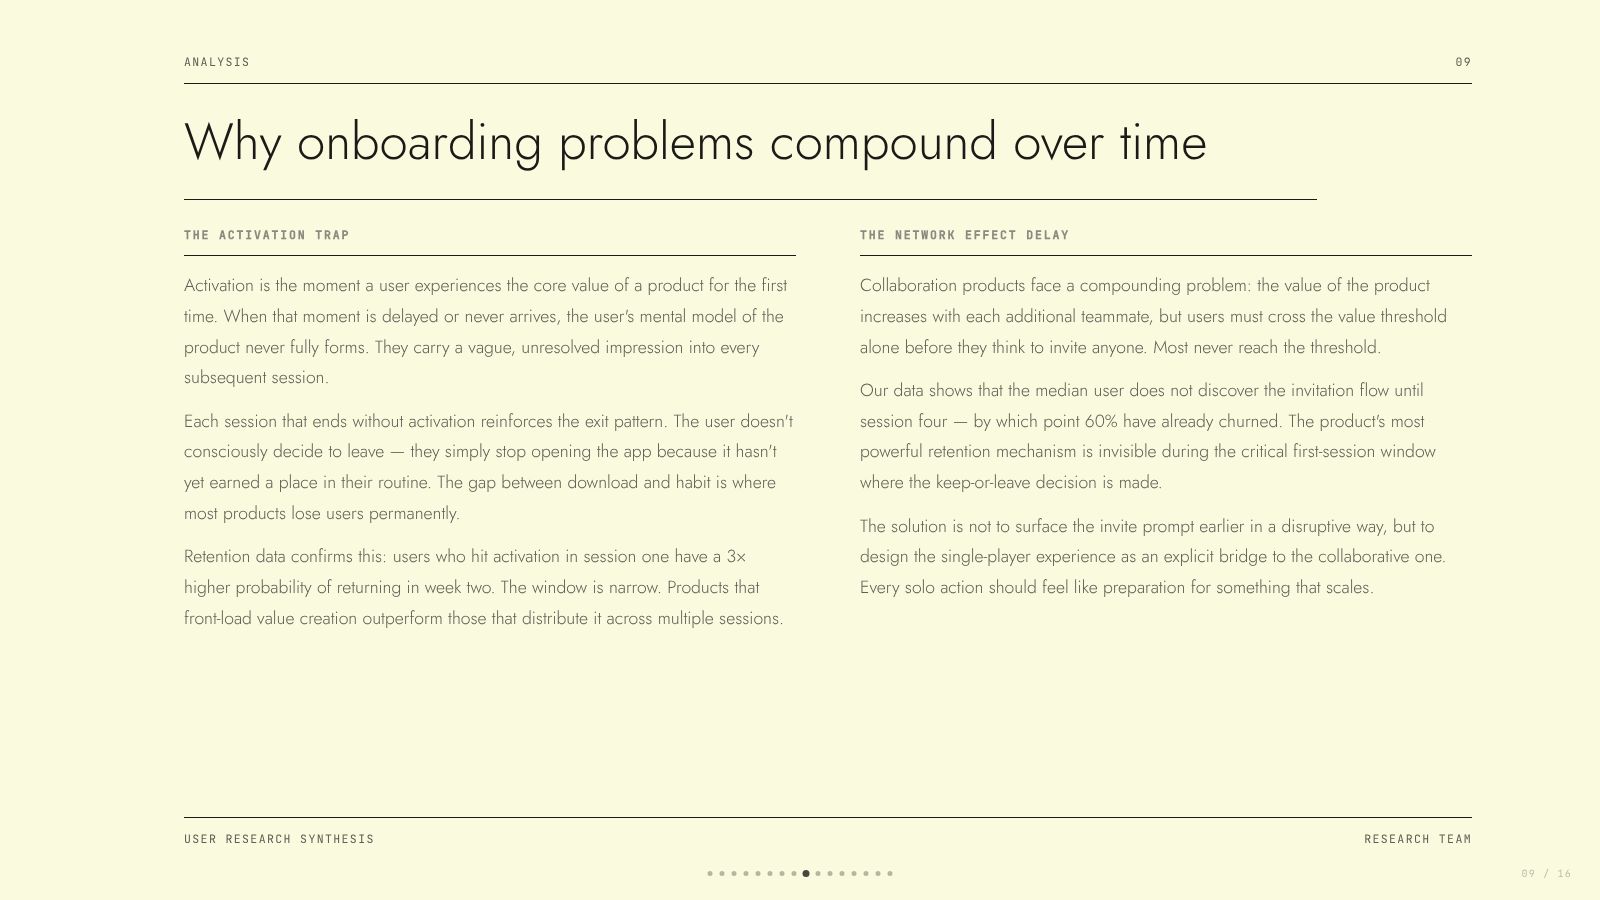 ANALYSIS
09
Why onboarding problems compound over time
THE ACTIVATION TRAP
Activation is the moment a user experiences the core value of a product for the first
time. When that moment is delayed or never arrives, the user's mental model of the
product never fully forms. They carry a vague, unresolved impression into every
subsequent session.
Each session that ends without activation reinforces the exit pattern. The user doesn't
consciously decide to leave — they simply stop opening the app because it hasn't
yet earned a place in their routine. The gap between download and habit is where
most products lose users permanently.
Retention data confirms this: users who hit activation in session one have a 3×
higher probability of returning in week two. The window is narrow. Products that
front-load value creation outperform those that distribute it across multiple sessions.
THE NETWORK EFFECT DELAY
Collaboration products face a compounding problem: the value of the product
increases with each additional teammate, but users must cross the value threshold
alone before they think to invite anyone. Most never reach the threshold.
Our data shows that the median user does not discover the invitation flow until
session four — by which point 60% have already churned. The product's most
powerful retention mechanism is invisible during the critical first-session window
where the keep-or-leave decision is made.
The solution is not to surface the invite prompt earlier in a disruptive way, but to
design the single-player experience as an explicit bridge to the collaborative one.
Every solo action should feel like preparation for something that scales.
USER RESEARCH SYNTHESIS
RESEARCH TEAM
09 / 16